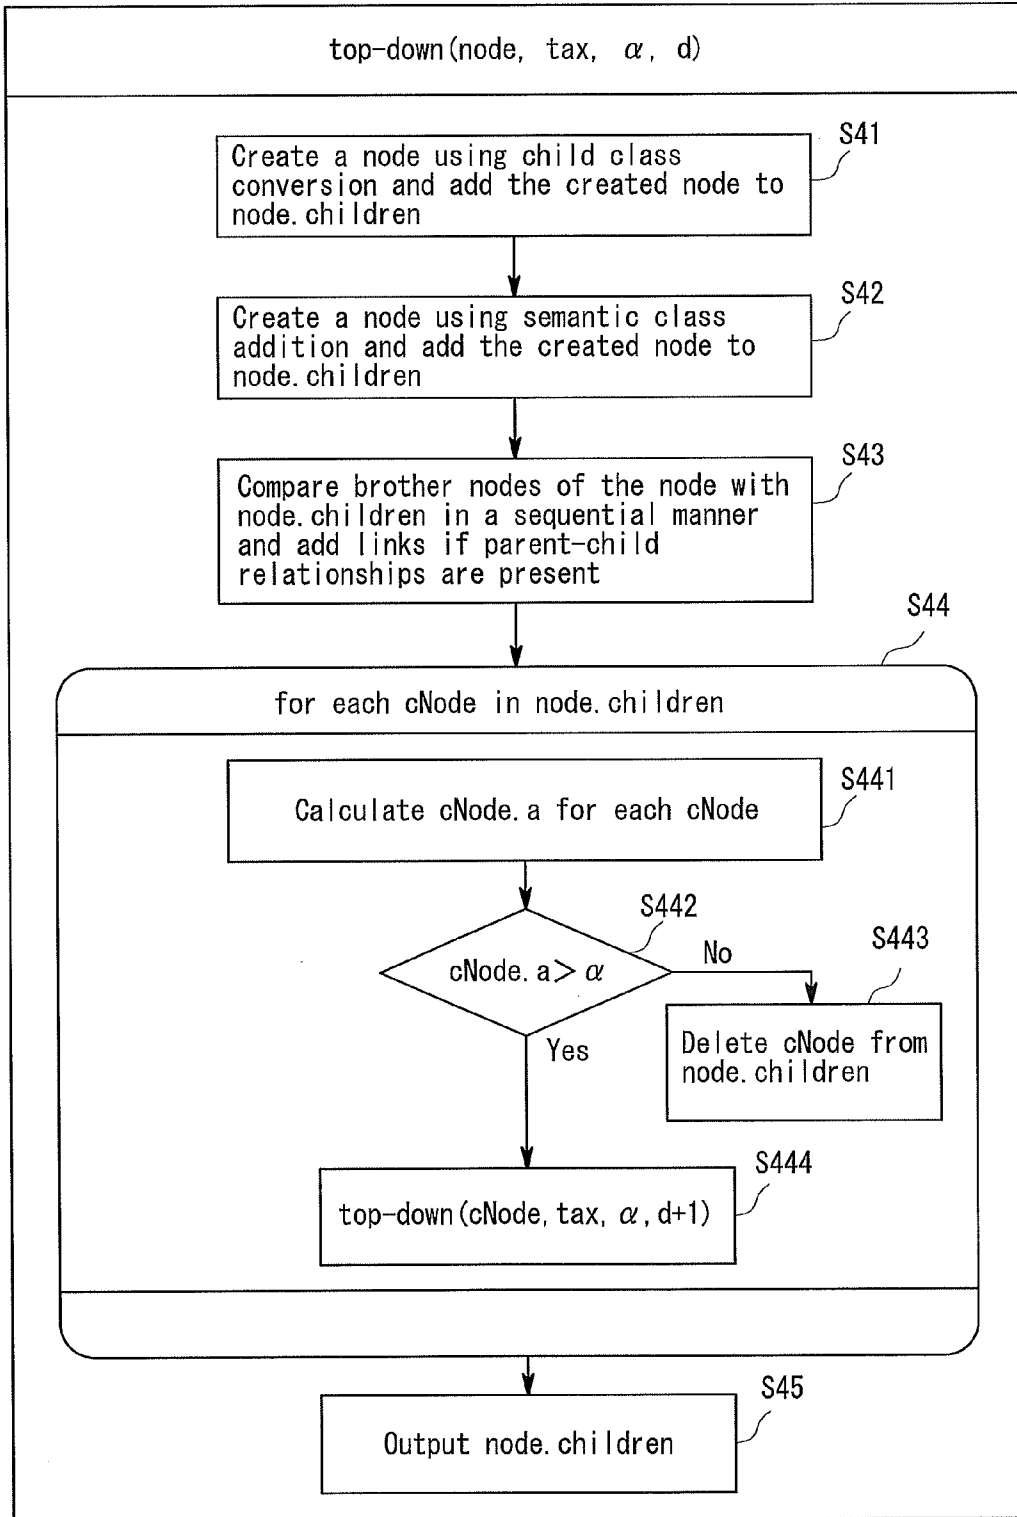 top-down(node, tax, α, d)
S41
Create a node using child class
conversion and add the created node to
node.children
S42
Create a node using semantic class
addition and add the created node to
node.children
S43
Compare brother nodes of the node with
node.children in a sequential manner
and add links if parent-child
relationships are present
S44
for each cNode in node.children
S441
Calculate cNode.a for each cNode
S442
cNode.a> α
No
S443
Delete cNode from
node.children
Yes
S444
top-down(cNode,tax, α,d+1)
S45
Output node.children